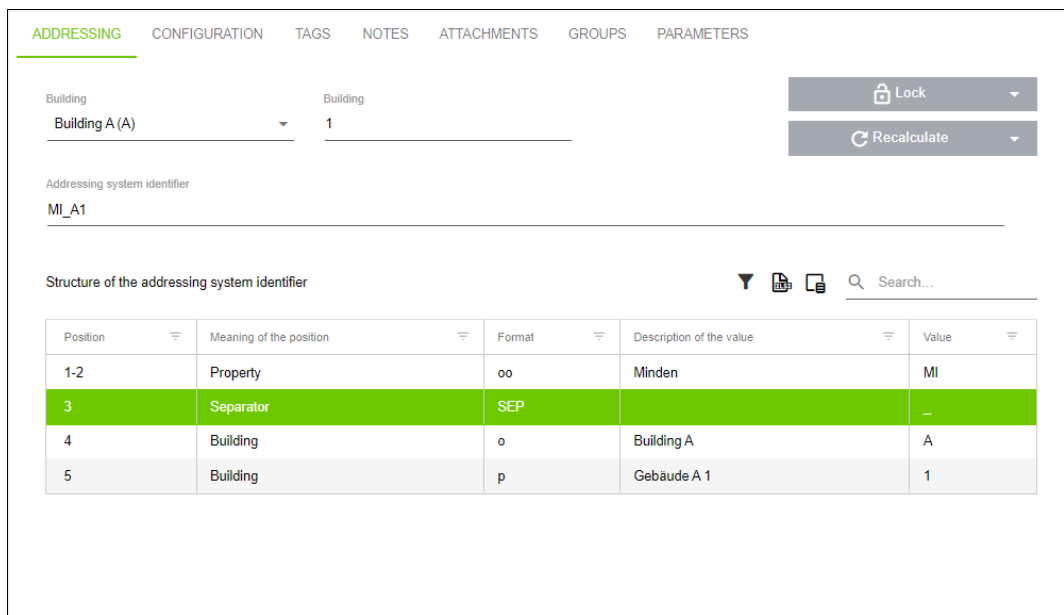 ADDRESSING CONFIGURATION TAGS NOTES ATTACHMENTS GROUPS PARAMETERS
Building Building
Building A (A) 1
Lock
Recalculate
Addressing system identifier
MI_A1
Structure of the addressing system identifier Search...
Position Meaning of the position Format Description of the value Value
1-2 Property oo Minden MI
3 Separator SEP _
4 Building o Building A A
5 Building p Gebäude A 1 1